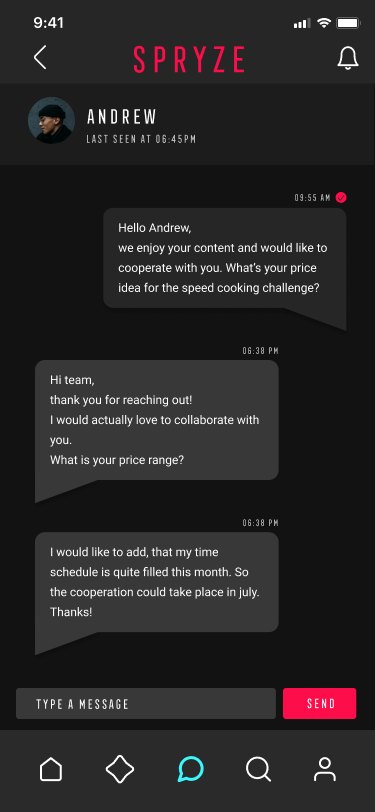 9:41
SPRYZE
ANDREW
LAST SEEN AT 06:45PM
09:55 AM
Hello Andrew,
we enjoy your content and would like to
cooperate with you. What's your price
idea for the speed cooking challenge?
06:38 PM
Hi team,
thank you for reaching out!
I would actually love to collaborate with
you.
What is your price range?
06:38 PM
I would like to add, that my time
schedule is quite filled this month. So
the cooperation could take place in july.
Thanks!
TYPE A MESSAGE
SEND